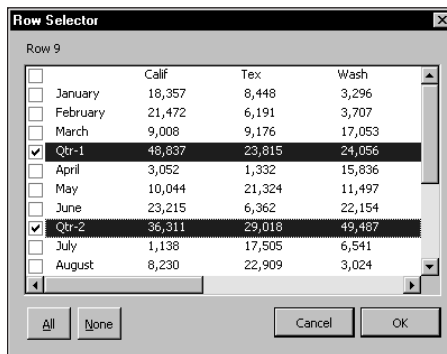 Row Selector
Row 9
Calif Tex Wash
January 18,357 8,448 3,296
February 21,472 6,191 3,707
March 9,008 9,176 17,053
Qtr-1 48,837 23,815 24,056
April 3,052 1,332 15,836
May 10,044 21,324 11,497
June 23,215 6,362 22,154
Qtr-2 36,311 29,018 49,487
July 1,138 17,505 6,541
August 8,230 22,909 3,024
All None Cancel OK